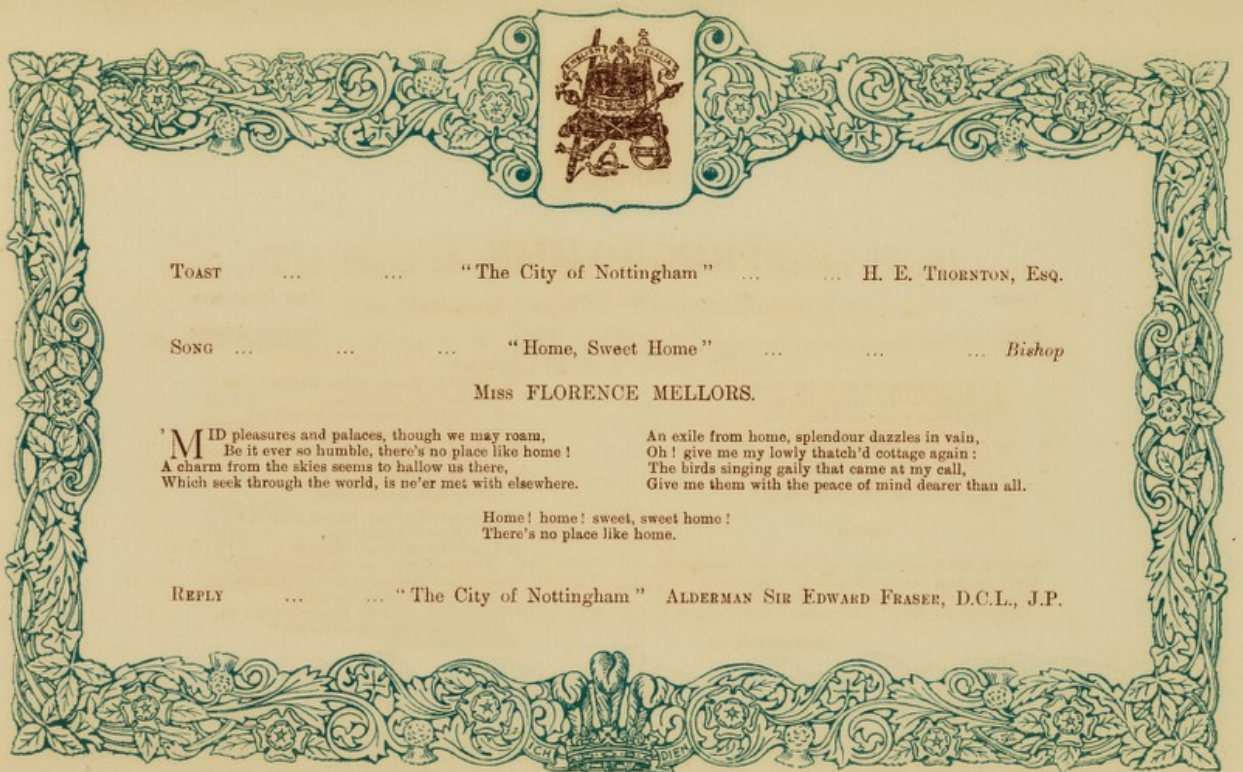 ENGLISH REGALIA
TOAST ... ... "The City of Nottingham" ... ... H. E. THORNTON, ESQ.
SONG ... ... ... "Home, Sweet Home" ... ... ... Bishop
MISS FLORENCE MELLORS.
'MID pleasures and palaces, though we may roam,
Be it ever so humble, there's no place like home !
A charm from the skies seems to hallow us there,
Which seek through the world, is ne'er met with elsewhere.
An exile from home, splendour dazzles in vain,
Oh ! give me my lowly thatch'd cottage again :
The birds singing gaily that came at my call,
Give me them with the peace of mind dearer than all.
Home ! home ! sweet, sweet home !
There's no place like home.
REPLY ... ... "The City of Nottingham" ALDERMAN SIR EDWARD FRASER, D.C.L., J.P.
ICH DIEN